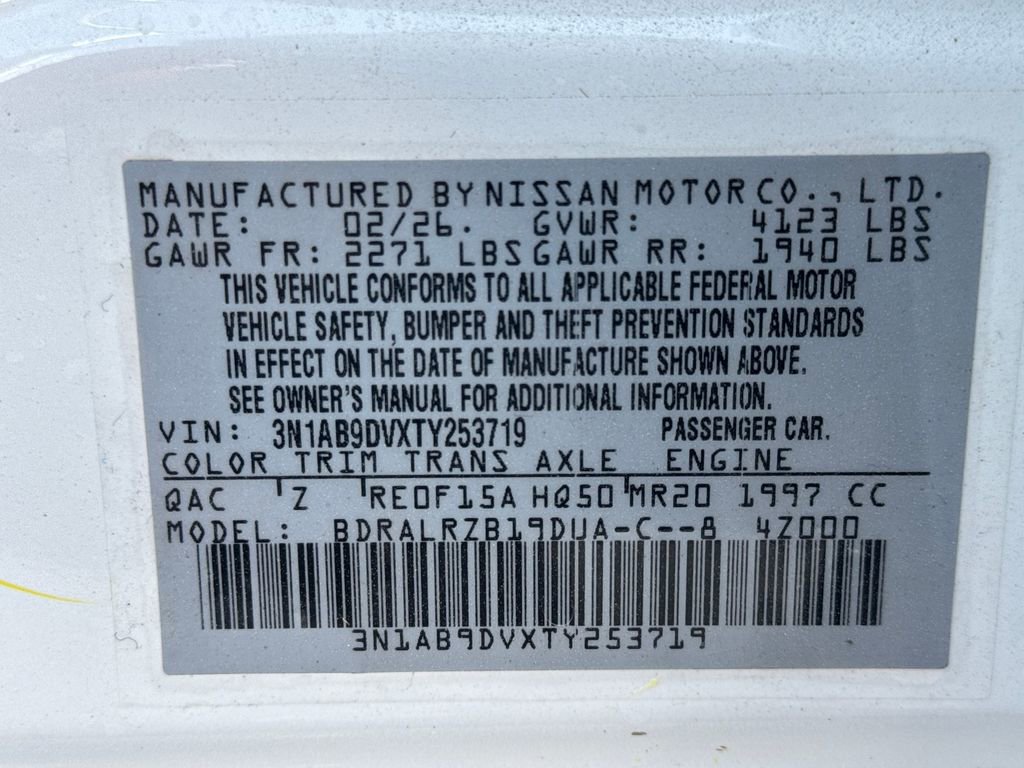 MANUFACTURED BY NISSAN MOTOR CO., LTD.
DATE: 02/26. GVWR: 4123 LBS
GAWR FR: 2271 LBS GAWR RR: 1940 LBS
THIS VEHICLE CONFORMS TO ALL APPLICABLE FEDERAL MOTOR
VEHICLE SAFETY, BUMPER AND THEFT PREVENTION STANDARDS
IN EFFECT ON THE DATE OF MANUFACTURE SHOWN ABOVE.
SEE OWNER'S MANUAL FOR ADDITIONAL INFORMATION.
VIN: 3N1AB9DVXTY253719 PASSENGER CAR.
COLOR TRIM TRANS AXLE ENGINE
QAC Z RE0F15A HQ50 MR20 1997 CC
MODEL: BDRALRZB19DUA-C--8 4Z000
3N1AB9DVXTY253719